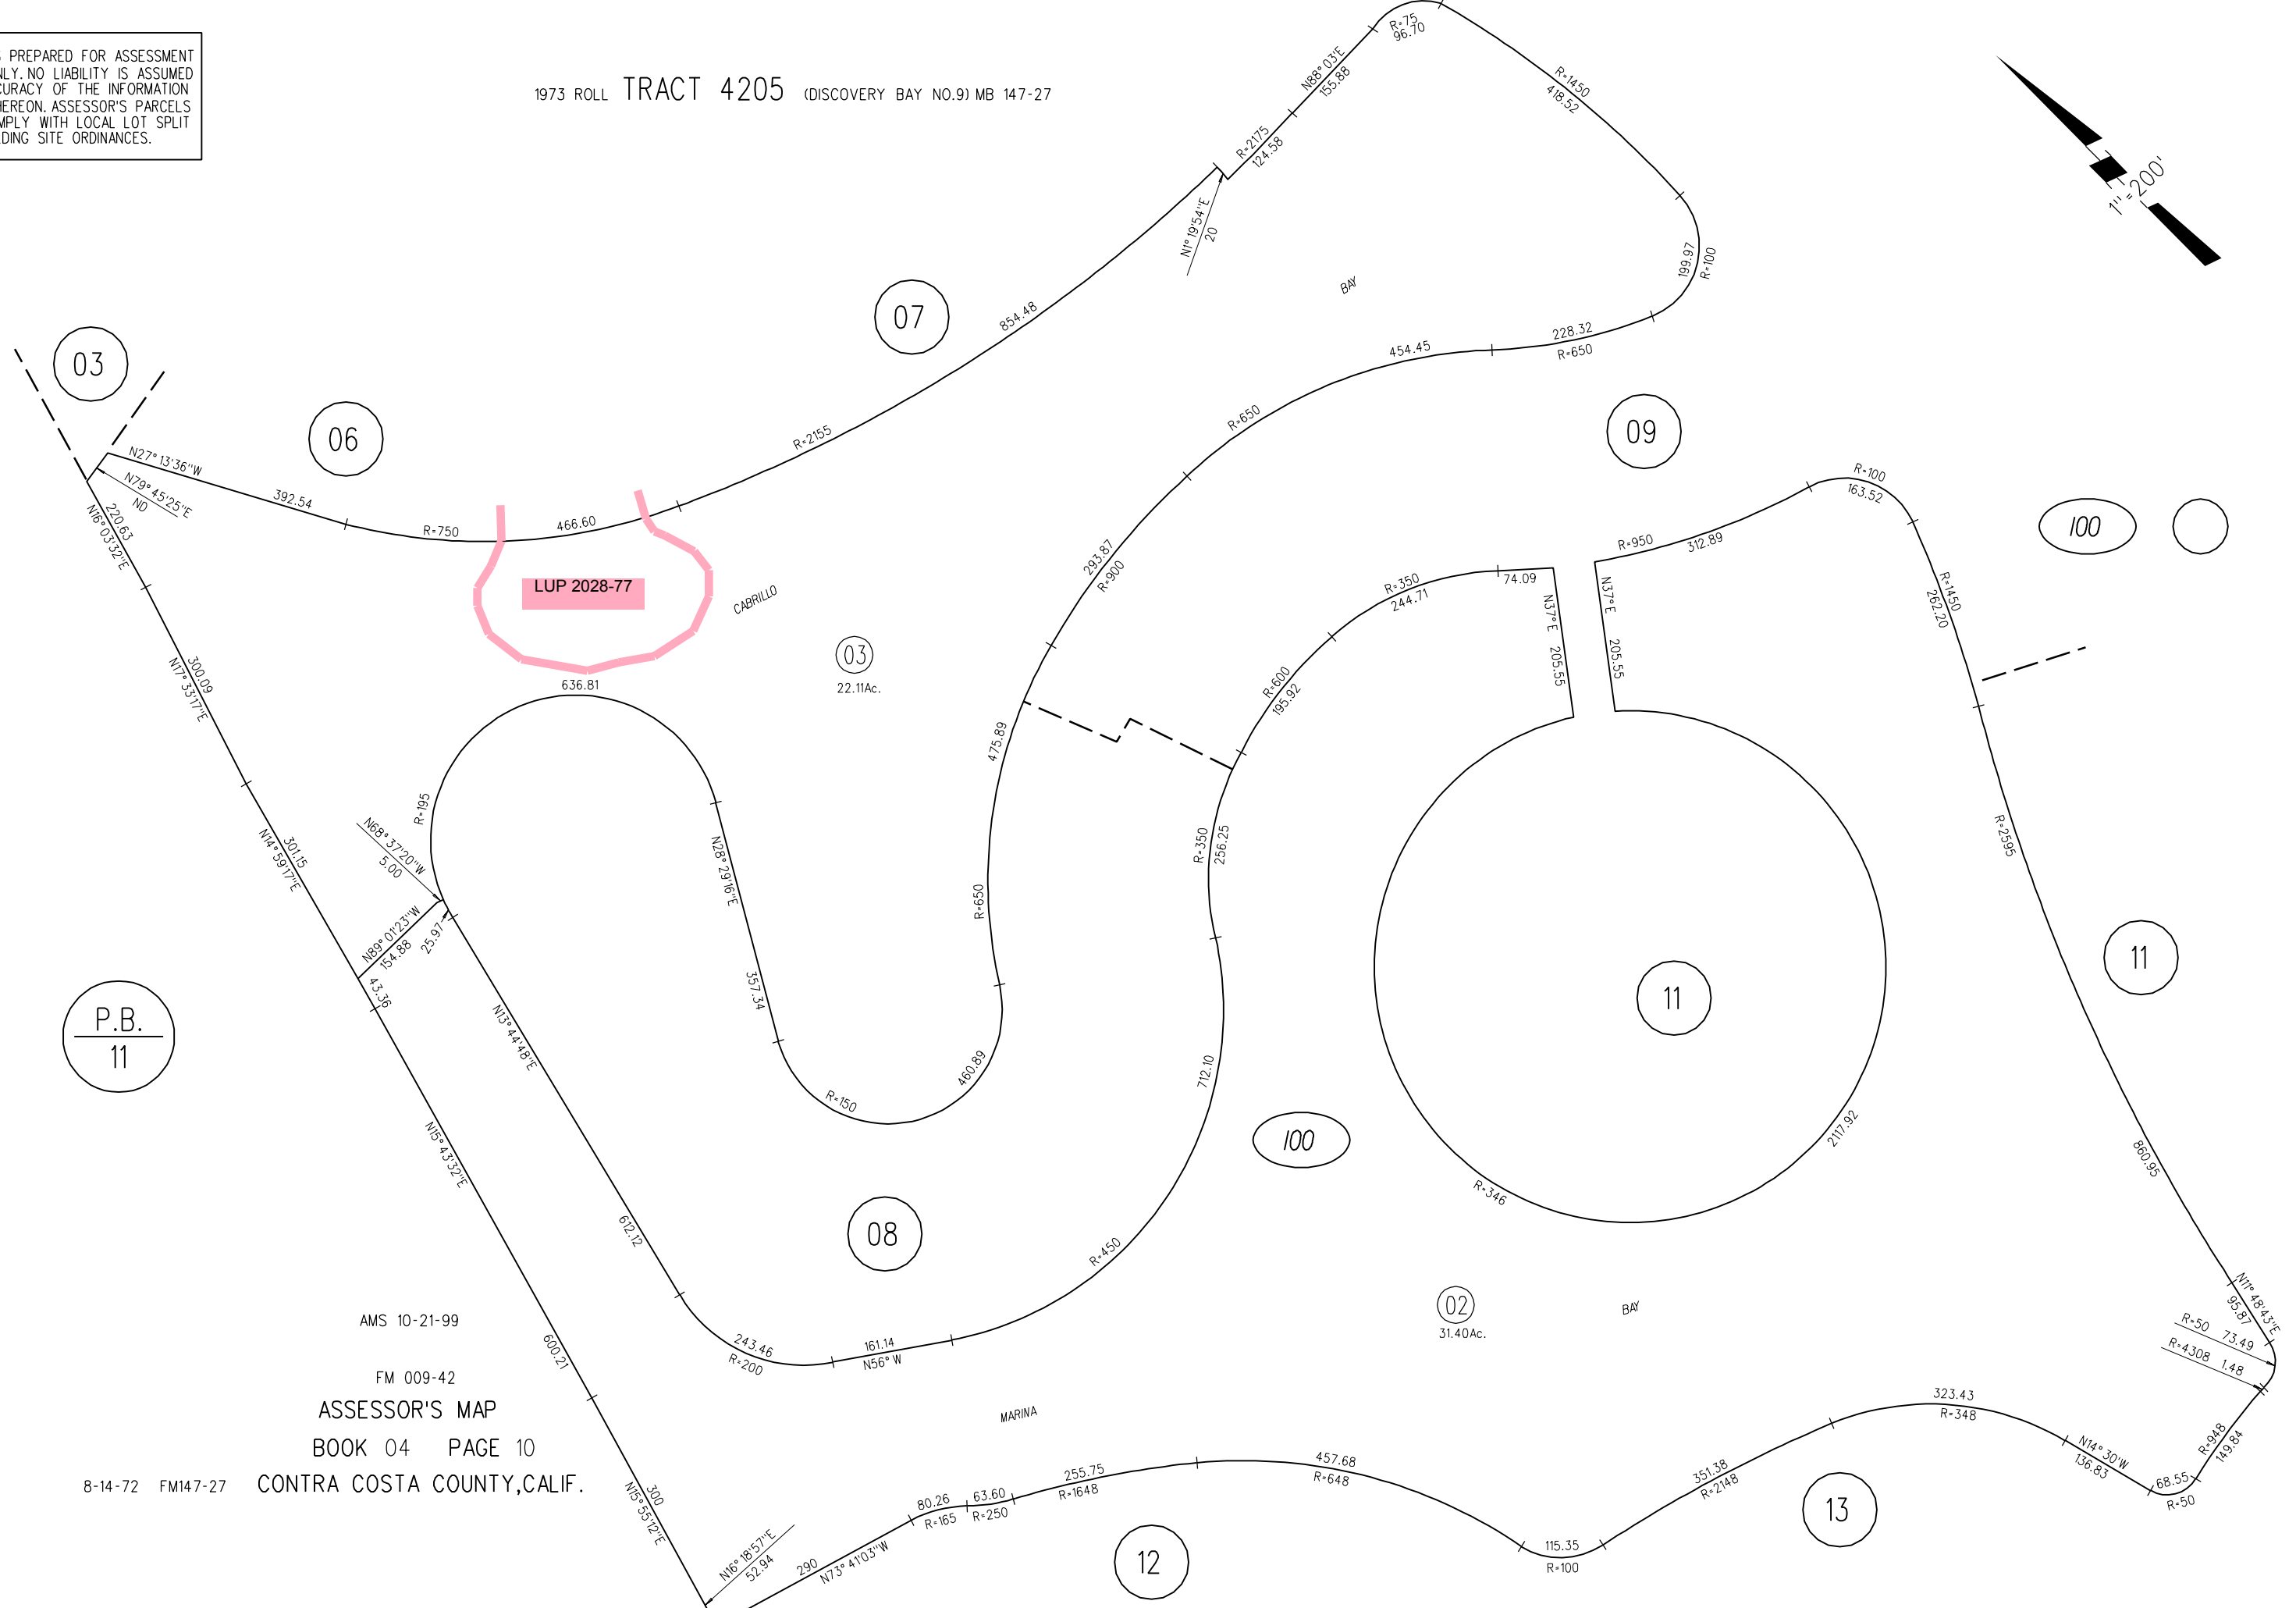 S PREPARED FOR ASSESSMENT
NLY. NO LIABILITY IS ASSUMED
CURACY OF THE INFORMATION
HEREON. ASSESSOR'S PARCELS
MPLY WITH LOCAL LOT SPLIT
DING SITE ORDINANCES.
1973 ROLL TRACT 4205 (DISCOVERY BAY NO.9) MB 147-27
R=75
96.70
N88° 03'E
155.88
R=1450
418.52
R=2175
124.58
N1° 19'54"E
20
1"=200'
199.97
R=100
BAY
03
07
854.48
228.32
R=650
454.45
06
R=2155
R=650
09
N27° 13'36"W
N79° 45'25"E
ND
392.54
220.63
N16° 03'32"E
R=750
466.60
R=100
163.52
100
R=950
312.89
293.87
R=900
LUP 2028-77
CABRILLO
R=350
244.71
74.09
N37°E 205.55
N37°E 205.55
R=1450
262.20
03
22.11Ac.
636.81
300.09
N17° 33'17"E
R=600
195.92
475.89
R=195
N68° 37'20"W
5.00
301.15
N14° 59'17"E
N28° 29'16"E
R=350
256.25
R=2595
R=650
N89° 01'23"W
154.88
25.97
43.36
357.34
11
11
P.B.
11
N13° 44'48"E
460.89
R=150
712.10
N15° 43'32"E
100
2117.92
860.95
R=346
612.12
08
R=450
N11° 48'43"E
95.87
02
31.40Ac.
BAY
AMS 10-21-99
600.21
243.46
R=200
161.14
N56° W
R=50 73.49
R=4308 1.48
FM 009-42
ASSESSOR'S MAP
BOOK 04 PAGE 10
8-14-72 FM147-27 CONTRA COSTA COUNTY,CALIF.
MARINA
323.43
R=348
N14° 30'W
136.83
R=948
149.84
68.55
R=50
300
N15° 55'12"E
80.26
R=165
63.60
R=250
255.75
R=1648
457.68
R=648
351.38
R=2148
13
N16° 18'57"E
52.94
290
N73° 41'03"W
12
115.35
R=100